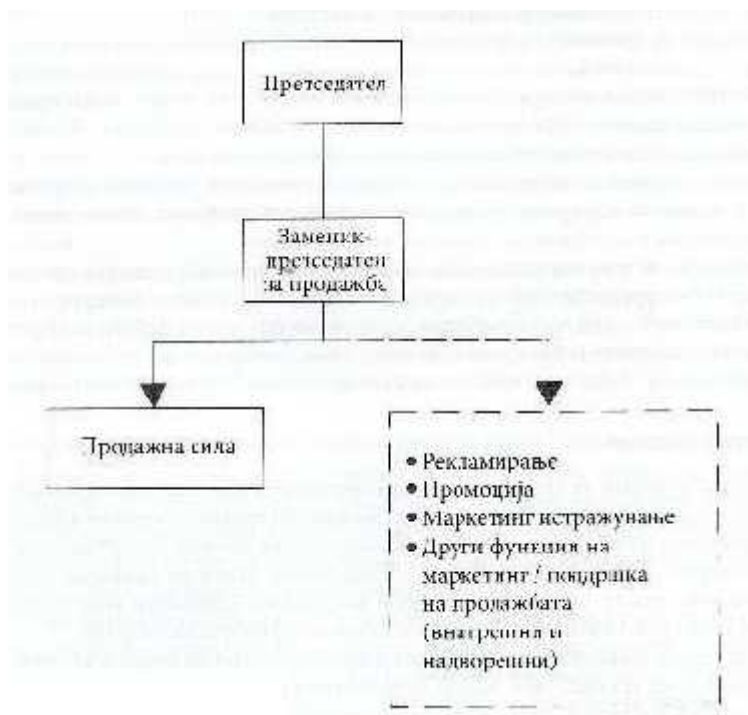 Претседател
Заменик-
претседател
за продажба
Продажна сила
• Рекламирање
• Промоција
• Маркетинг истражување
• Други функции на
маркетинг / поддршка
на продажбата
(внатрешни и
надворешни)